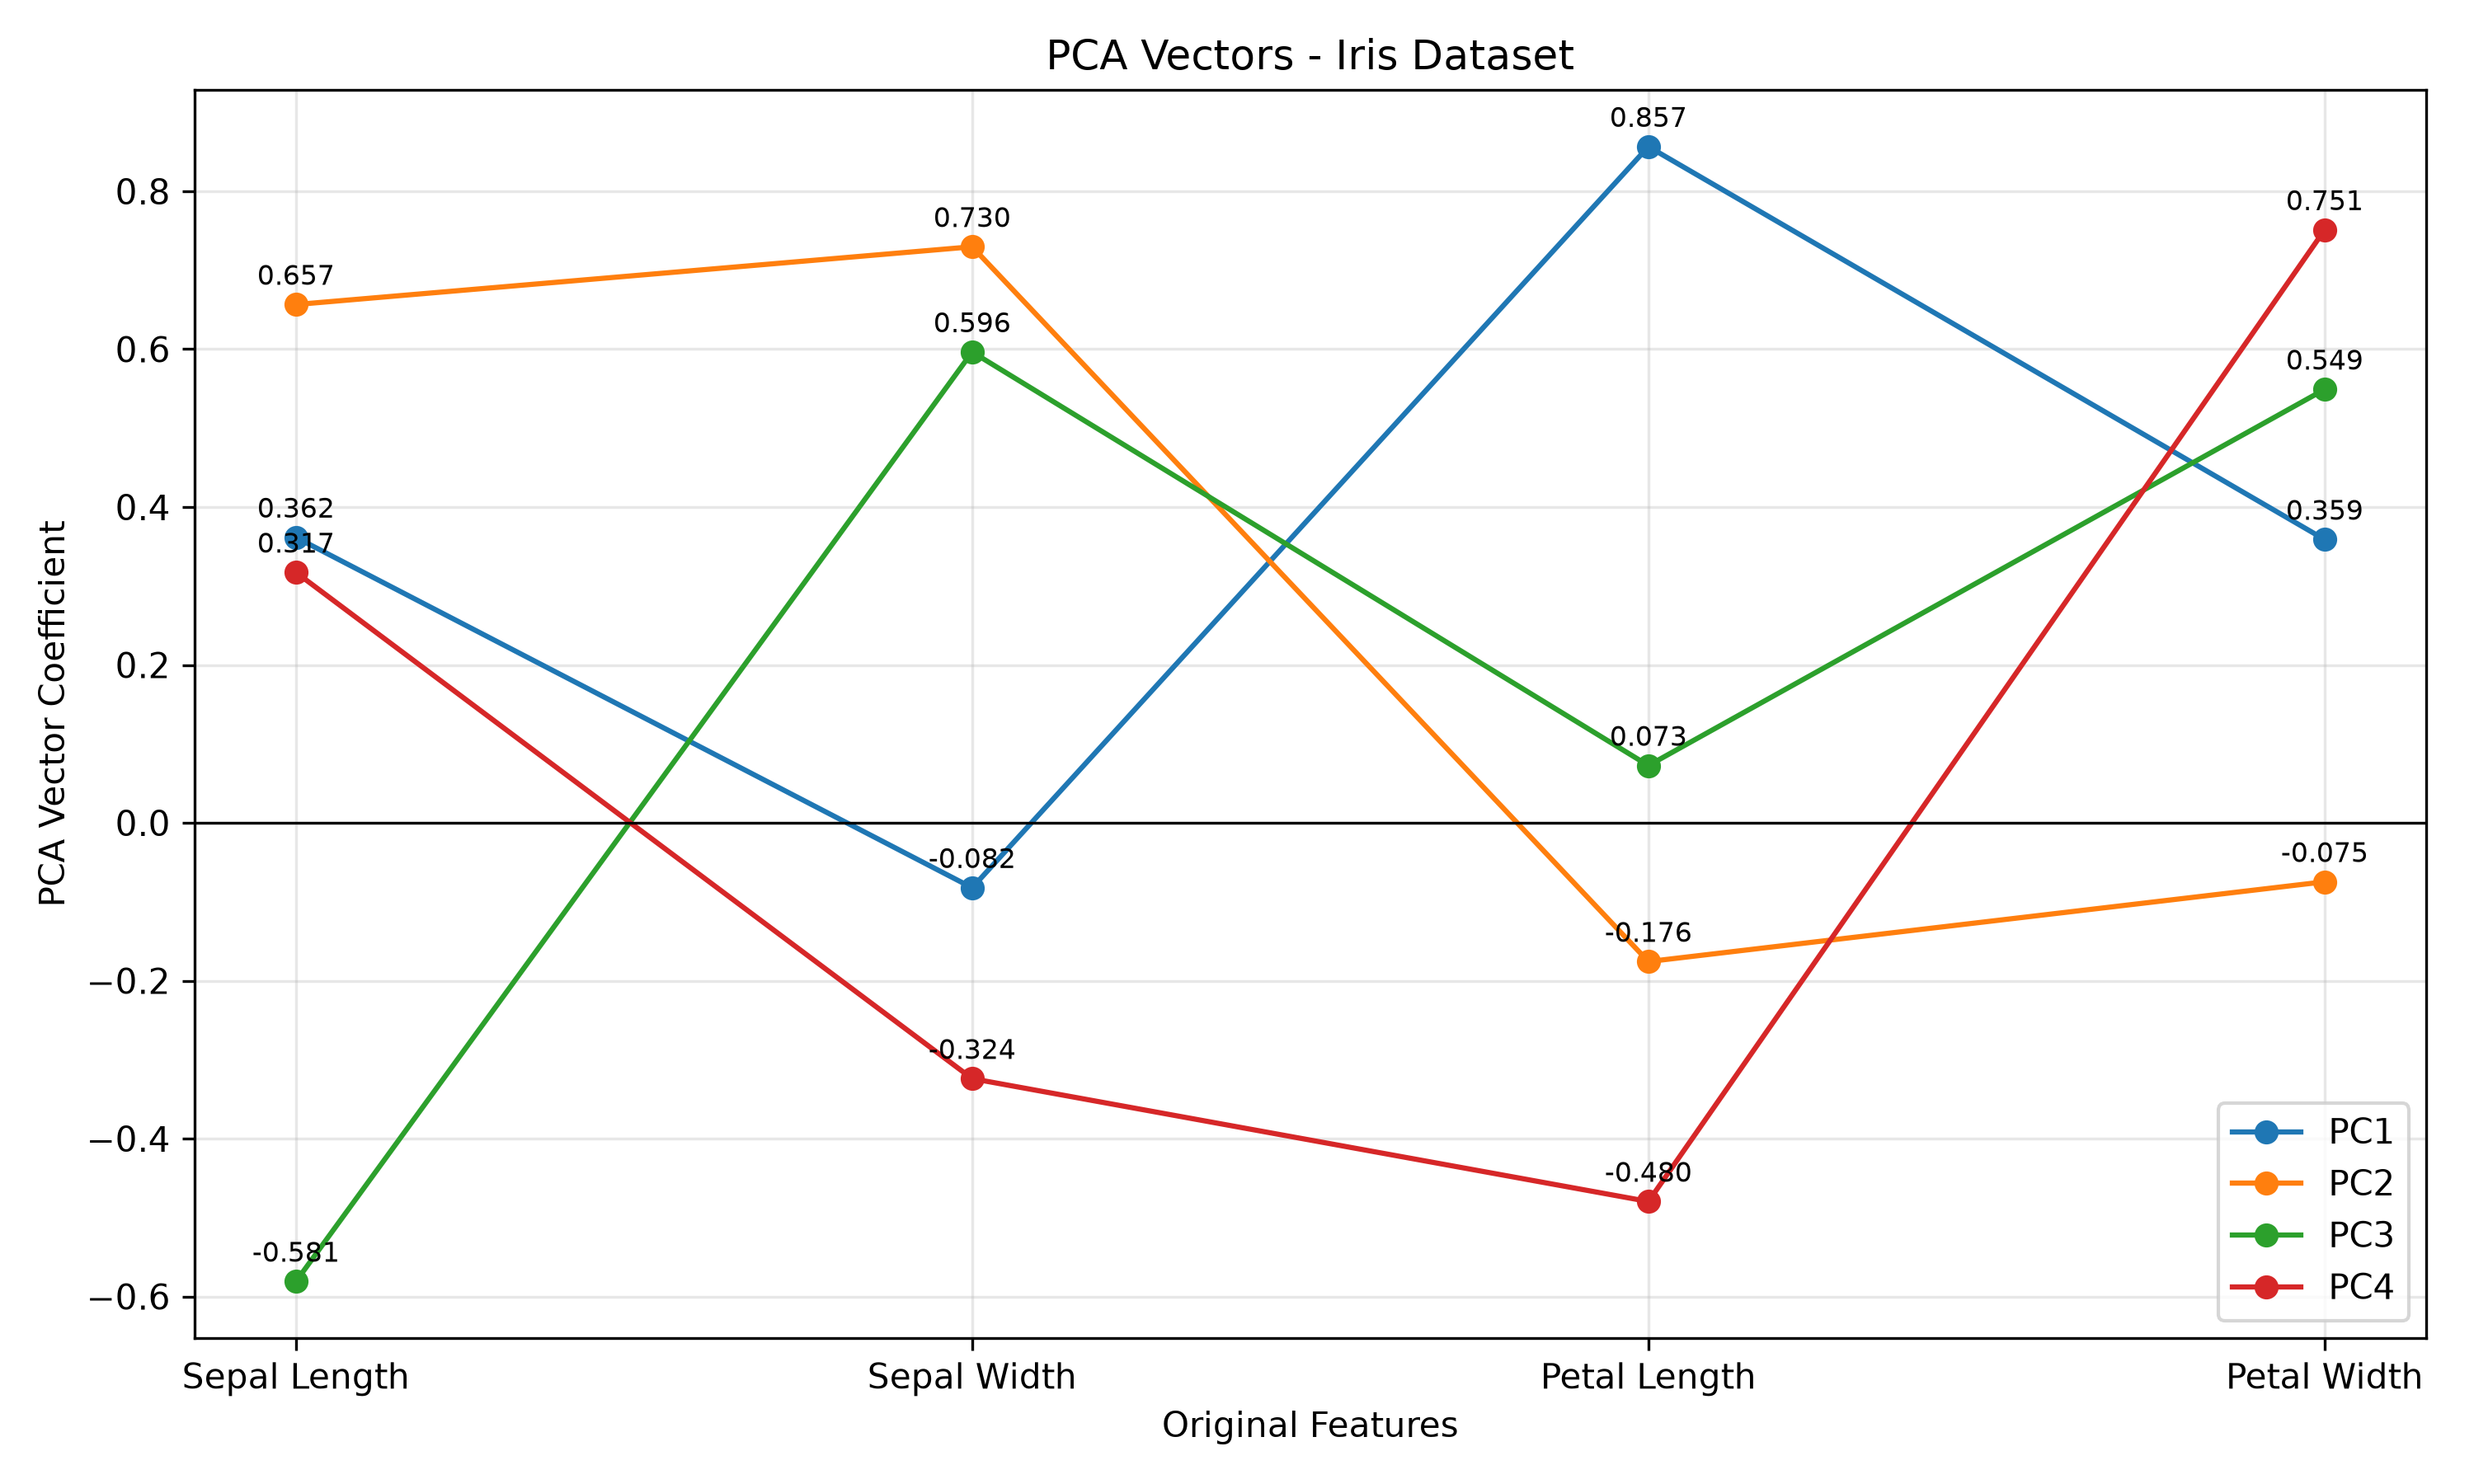 PCA Vectors - Iris Dataset
PCA Vector Coefficient
0.8
0.6
0.4
0.2
0.0
−0.2
−0.4
−0.6
0.657
0.362
0.317
-0.581
0.730
0.596
-0.082
-0.324
0.857
0.073
-0.176
-0.480
0.751
0.549
0.359
-0.075
PC1
PC2
PC3
PC4
Sepal Length
Sepal Width
Petal Length
Petal Width
Original Features